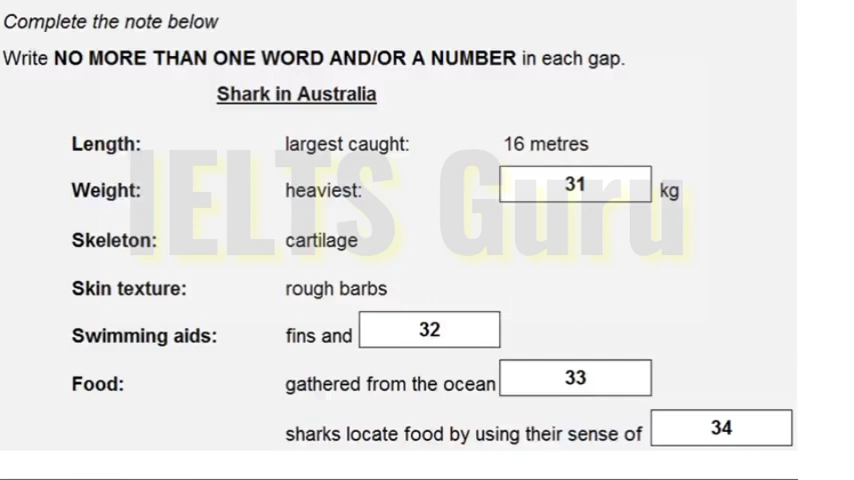 Complete the note below
Write NO MORE THAN ONE WORD AND/OR A NUMBER in each gap.
Shark in Australia
Length: largest caught: 16 metres
Weight: heaviest: 31 kg
IELTS Guru
Skeleton: cartilage
Skin texture: rough barbs
Swimming aids: fins and 32
Food: gathered from the ocean 33
sharks locate food by using their sense of 34